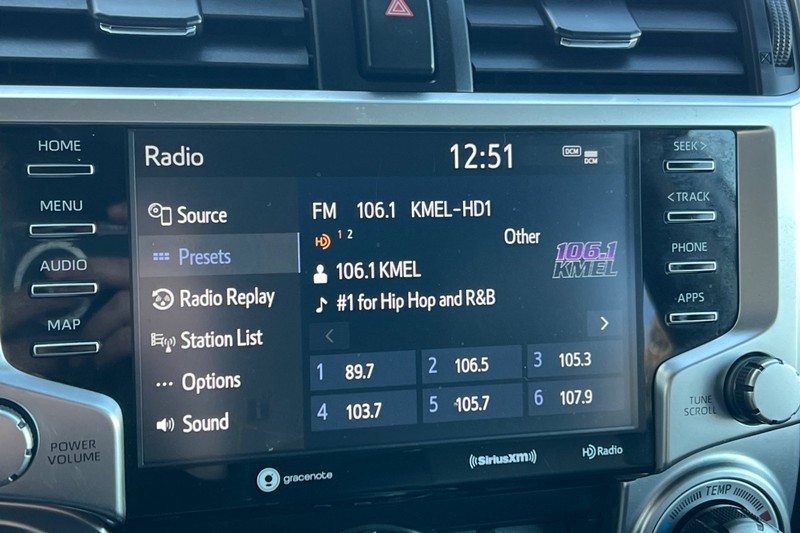 HOME
MENU
AUDIO
MAP
POWER
VOLUME
Radio
12:51
DCM
DCM
Source
Presets
Radio Replay
Station List
Options
Sound
FM 106.1 KMEL-HD1
HD 1 2
Other
106.1 KMEL
#1 for Hip Hop and R&B
106.1
KMEL
< >
1 89.7
2 106.5
3 105.3
4 103.7
5 105.7
6 107.9
gracenote
((SiriusXM))
HD Radio
SEEK >
< TRACK
PHONE
APPS
TUNE
SCROLL
TEMP